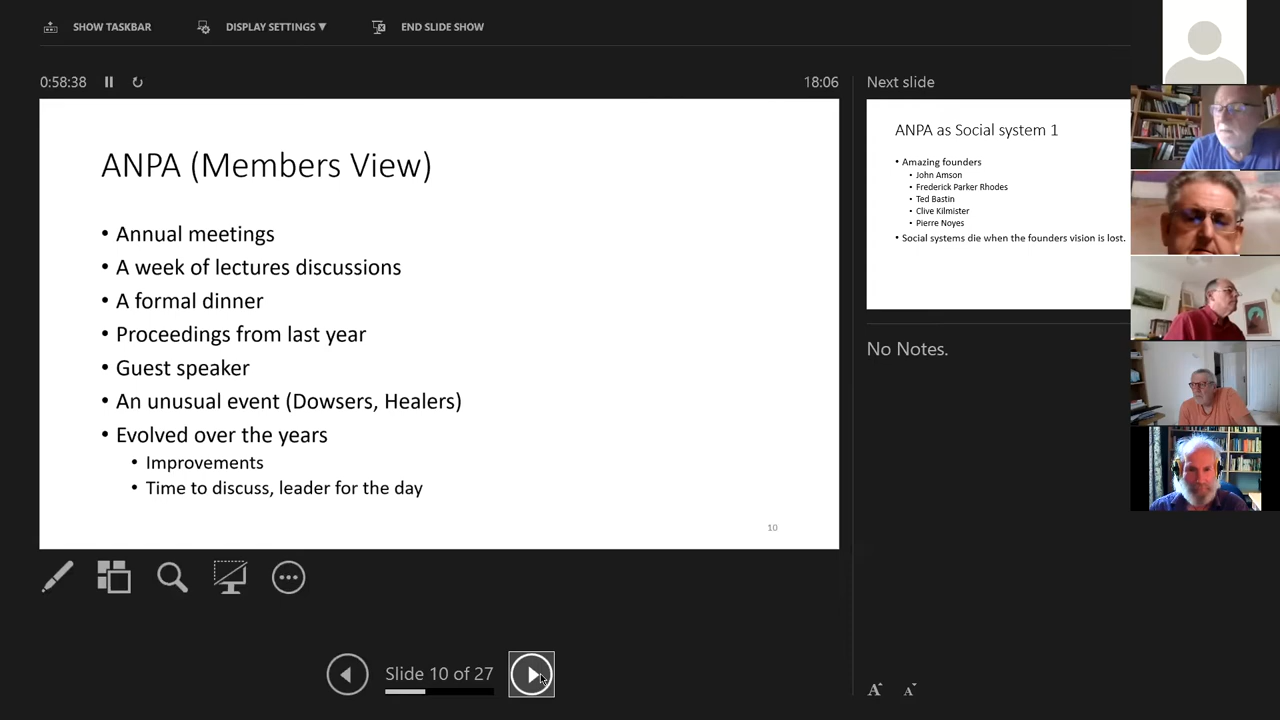 SHOW TASKBAR
DISPLAY SETTINGS ▼
END SLIDE SHOW
0:58:38
18:06
ANPA (Members View)
• Annual meetings
• A week of lectures discussions
• A formal dinner
• Proceedings from last year
• Guest speaker
• An unusual event (Dowsers, Healers)
• Evolved over the years
• Improvements
• Time to discuss, leader for the day
10
Slide 10 of 27
Next slide
ANPA as Social system 1
• Amazing founders
• John Amson
• Frederick Parker Rhodes
• Ted Bastin
• Clive Kilmister
• Pierre Noyes
• Social systems die when the founders vision is lost.
No Notes.
A A